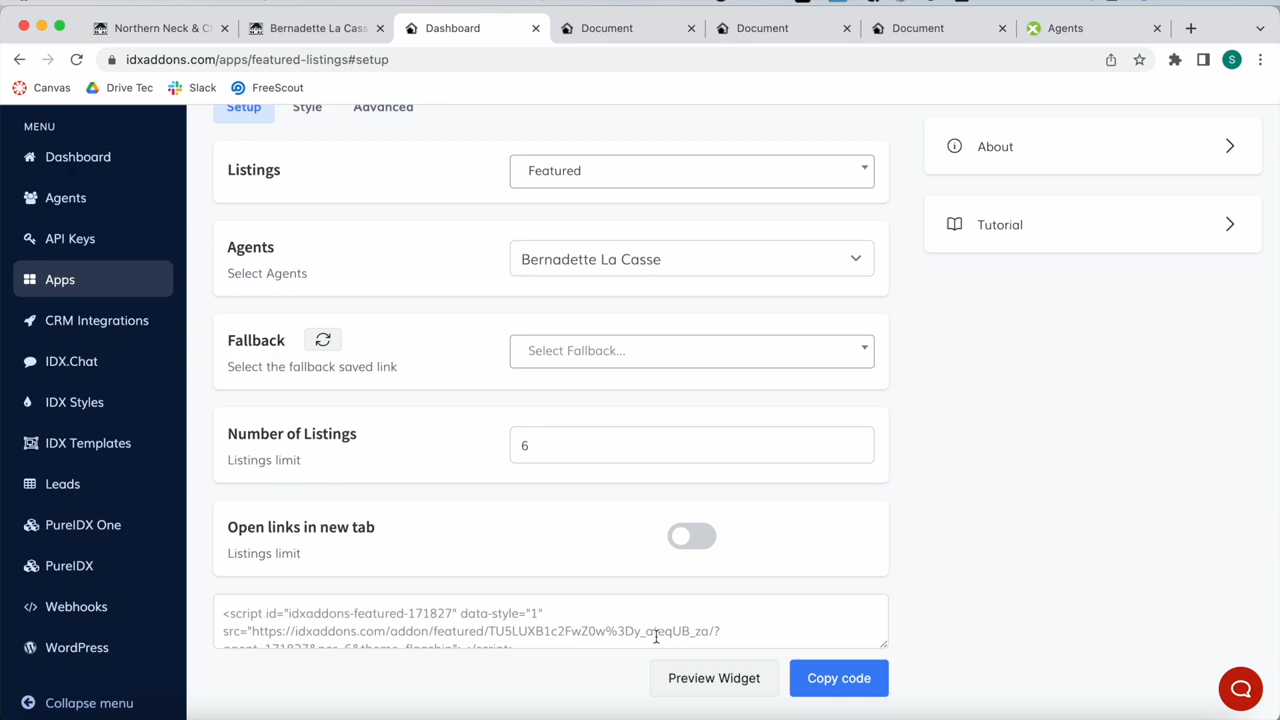 Northern Neck & C
Bernadette La Casse
Dashboard
Document
Document
Document
Agents
idxaddons.com/apps/featured-listings#setup
S
Canvas
Drive Tec
Slack
FreeScout
MENU
Dashboard
Agents
API Keys
Apps
CRM Integrations
IDX.Chat
IDX Styles
IDX Templates
Leads
PureIDX One
PureIDX
Webhooks
WordPress
Collapse menu
Setup
Style
Advanced
Listings
Featured
Agents
Select Agents
Bernadette La Casse
Fallback
Select the fallback saved link
Select Fallback...
Number of Listings
Listings limit
6
Open links in new tab
Listings limit
<script id="idxaddons-featured-171827" data-style="1"
src="https://idxaddons.com/addon/featured/
Preview Widget
Copy code
About
Tutorial